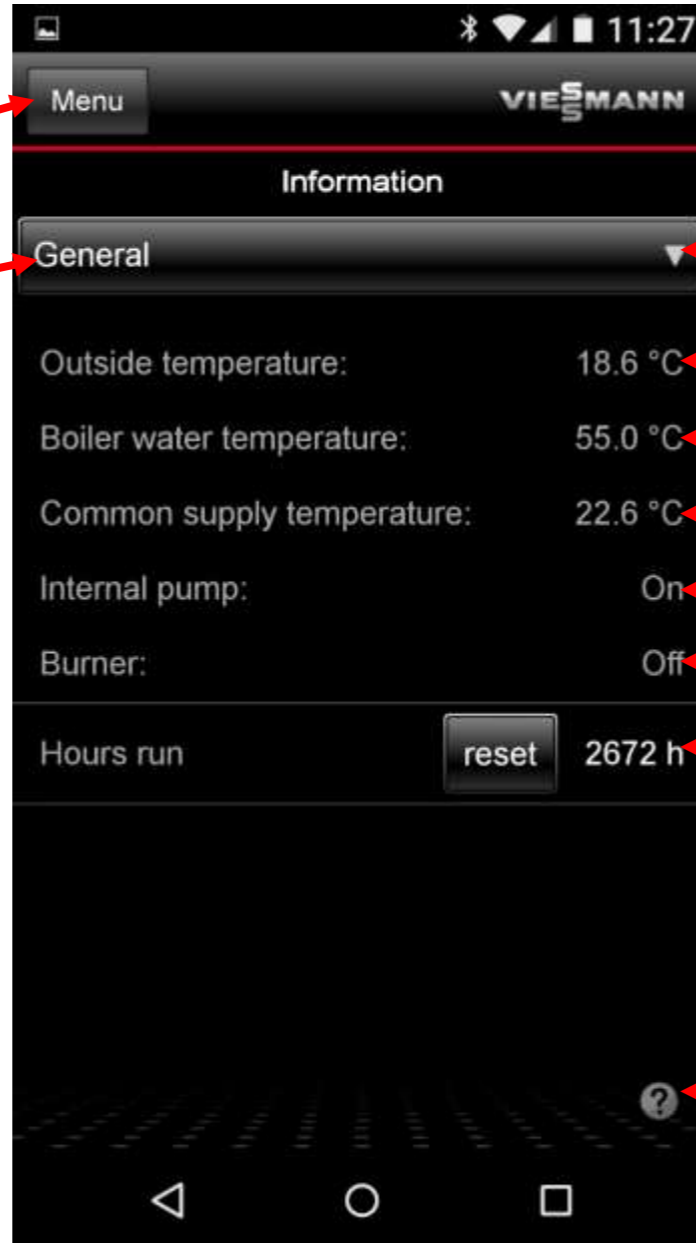 11:27
Menu
VIESSMANN
Information
General
Outside temperature: 18.6 °C
Boiler water temperature: 55.0 °C
Common supply temperature: 22.6 °C
Internal pump: On
Burner: Off
Hours run reset 2672 h
?